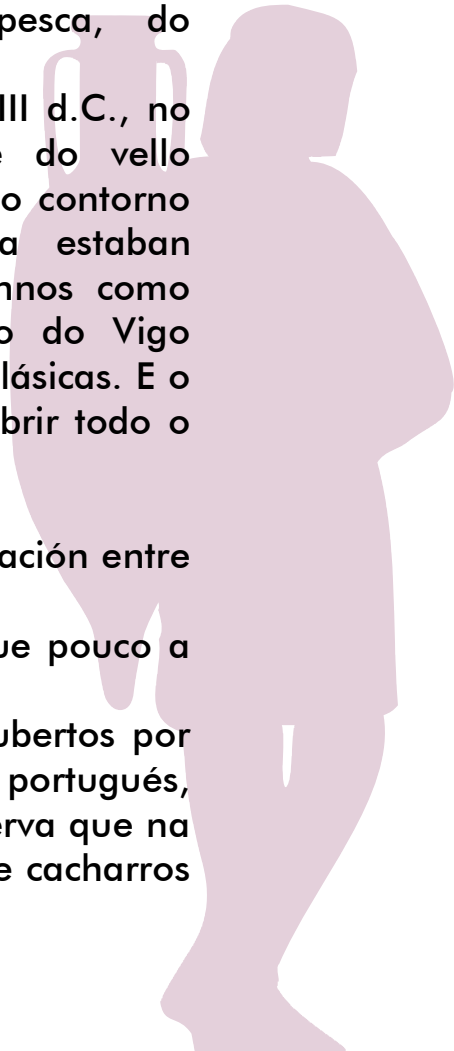 pesca, do
III d.C., no
do vello
o contorno
a estaban
nnos como
o do Vigo
lásicas. E o
brir todo o
ación entre
ue pouco a
ubertos por
portugués,
erva que na
e cacharros